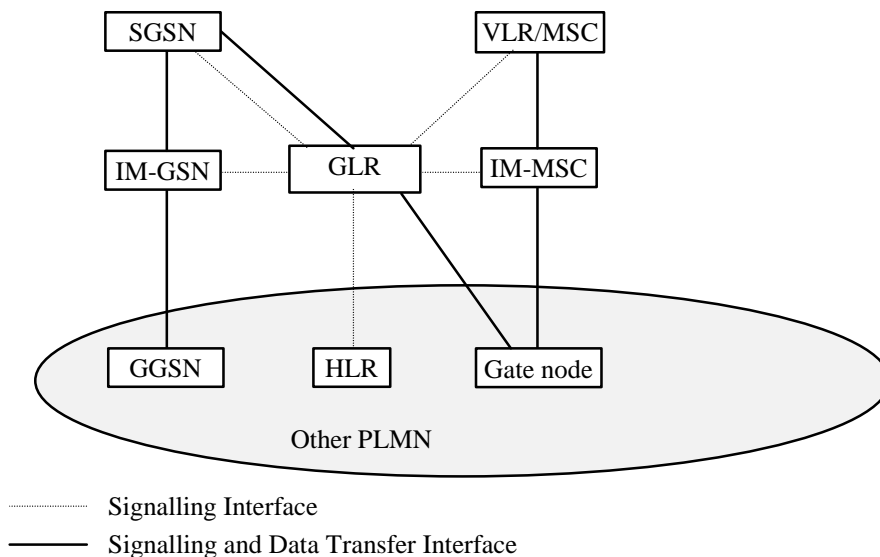 SGSN
VLR/MSC
IM-GSN
GLR
IM-MSC
GGSN
HLR
Gate node
Other PLMN
Signalling Interface
Signalling and Data Transfer Interface